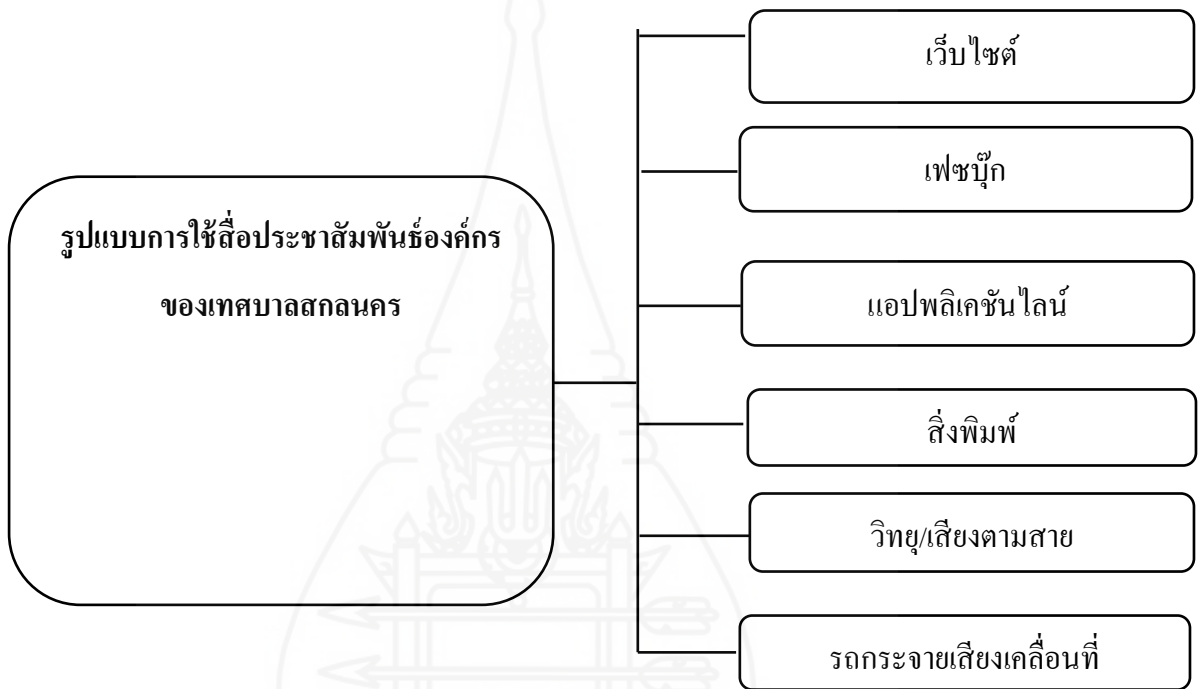 รูปแบบการใช้สื่อประชาสัมพันธ์องค์กร
ของเทศบาลสกลนคร
เว็บไซต์
เฟซบุ๊ก
แอปพลิเคชันไลน์
สิ่งพิมพ์
วิทยุ/เสียงตามสาย
รถกระจายเสียงเคลื่อนที่